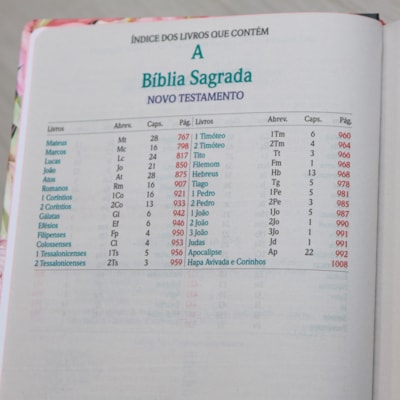 ÍNDICE DOS LIVROS QUE CONTÉM
A
Bíblia Sagrada
NOVO TESTAMENTO
Livros Abrev. Caps. Pág. Livros Abrev. Caps. Pág.
Mateus Mt 28 767 1 Timóteo 1Tm 6 960
Marcos Mc 16 798 2 Timóteo 2Tm 4 964
Lucas Lc 24 817 Tito Tt 3 966
João Jo 21 850 Filemom Fm 1 968
Atos At 28 875 Hebreus Hb 13 968
Romanos Rm 16 907 Tiago Tg 5 978
1 Coríntios 1Co 16 921 1 Pedro 1Pe 5 981
2 Coríntios 2Co 13 933 2 Pedro 2Pe 3 985
Gálatas Gl 6 942 1 João 1Jo 5 987
Efésios Ef 6 946 2 João 2Jo 1 990
Filipenses Fp 4 950 3 João 3Jo 1 991
Colossenses Cl 4 953 Judas Jd 1 991
1 Tessalonicenses 1Ts 5 956 Apocalipse Ap 22 992
2 Tessalonicenses 2Ts 3 959 Hapa Avivada e Corinhos 1008